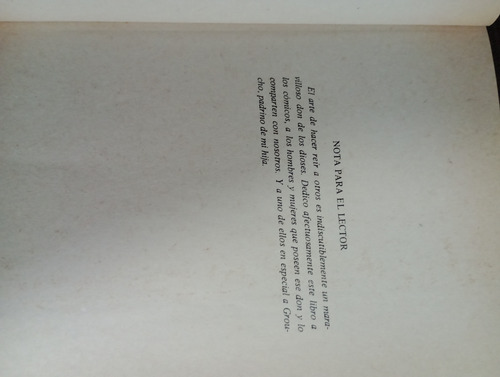 NOTA PARA EL LECTOR
El arte de hacer reír a otros es indiscutiblemente un mara-
villoso don de los dioses. Dedico afectuosamente este libro a
los cómicos, a los hombres y mujeres que poseen ese don y lo
comparten con nosotros. Y a uno de ellos en especial a Grou-
cho, padrno de mi hija.